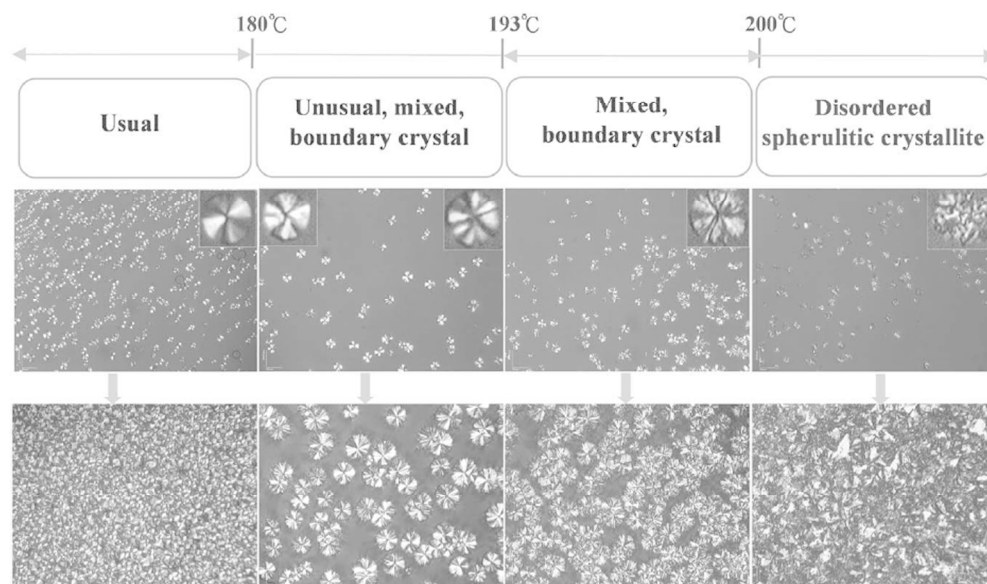 180℃
193℃
200℃
Usual
Unusual, mixed,
boundary crystal
Mixed,
boundary crystal
Disordered
spherulitic crystallite